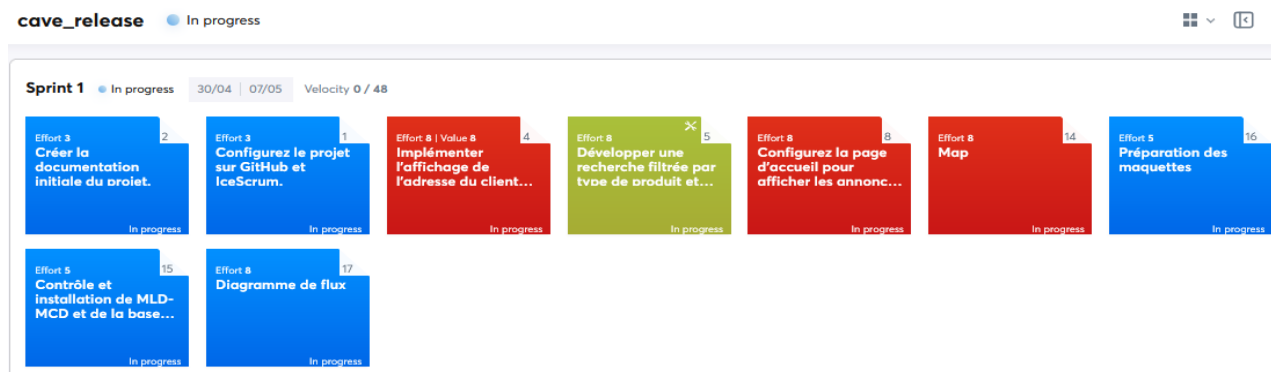 cave_release In progress
Sprint 1 In progress 30/04 | 07/05 Velocity 0 / 48
Effort 3 2
Créer la
documentation
initiale du projet.
In progress
Effort 3 1
Configurez le projet
sur GitHub et
IceScrum.
In progress
Effort 8 | Value 8 4
Implémenter
l'affichage de
l'adresse du client...
In progress
Effort 8 5
Développer une
recherche filtrée par
type de produit et...
In progress
Effort 8 8
Configurez la page
d'accueil pour
afficher les annonc...
In progress
Effort 8 14
Map
In progress
Effort 5 16
Préparation des
maquettes
In progress
Effort 5 15
Contrôle et
installation de MLD-
MCD et de la base...
In progress
Effort 8 17
Diagramme de flux
In progress